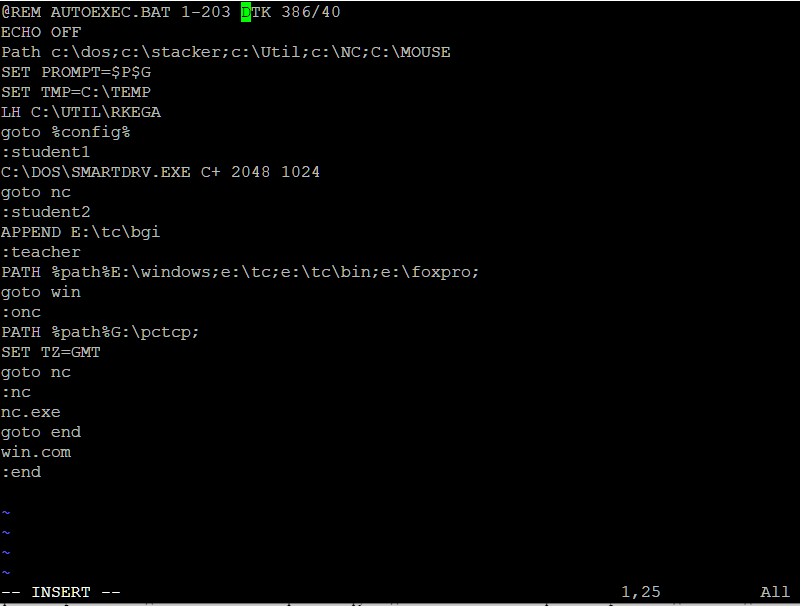 @REM AUTOEXEC.BAT 1-203 DTK 386/40
ECHO OFF
Path c:\dos;c:\stacker;c:\Util;c:\NC;C:\MOUSE
SET PROMPT=$P$G
SET TMP=C:\TEMP
LH C:\UTIL\RKEGA
goto %config%
:student1
C:\DOS\SMARTDRV.EXE C+ 2048 1024
goto nc
:student2
APPEND E:\tc\bgi
:teacher
PATH %path%E:\windows;e:\tc;e:\tc\bin;e:\foxpro;
goto win
:onc
PATH %path%G:\pctcp;
SET TZ=GMT
goto nc
:nc
nc.exe
goto end
win.com
:end
~
~
~
~
-- INSERT -- 1,25 All